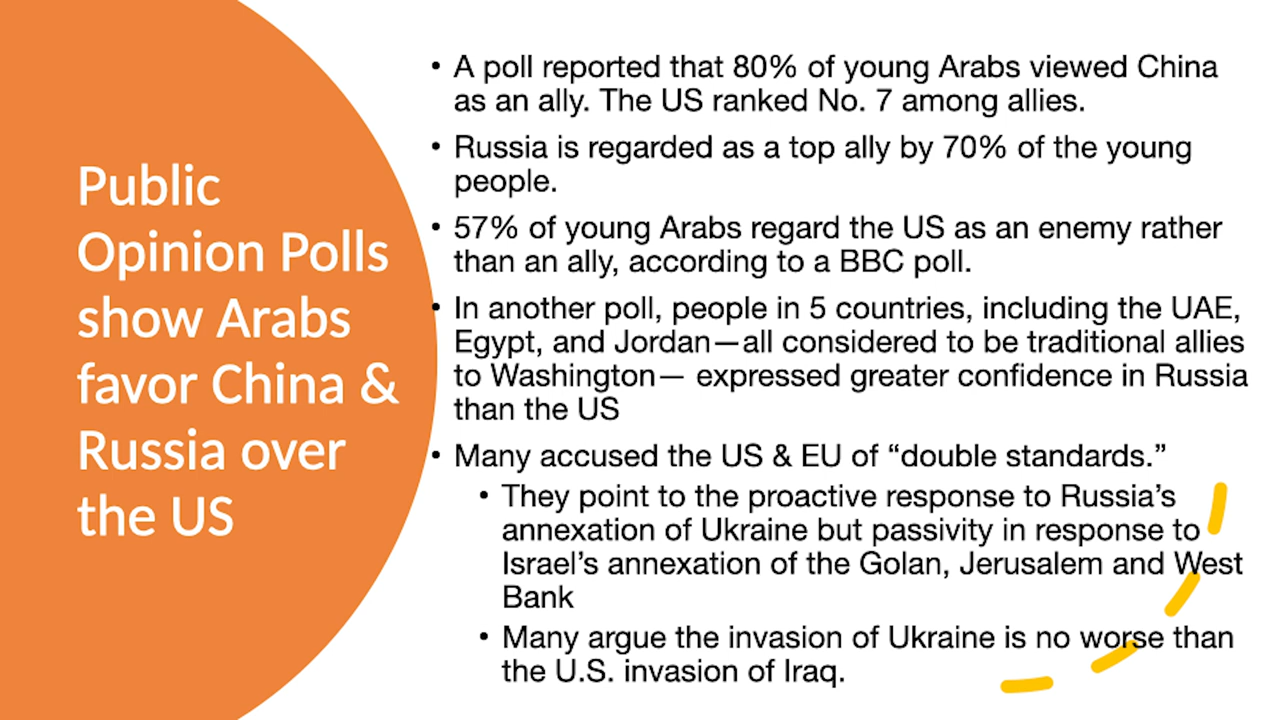 Public
Opinion Polls
show Arabs
favor China &
Russia over
the US
• A poll reported that 80% of young Arabs viewed China
as an ally. The US ranked No. 7 among allies.
• Russia is regarded as a top ally by 70% of the young
people.
• 57% of young Arabs regard the US as an enemy rather
than an ally, according to a BBC poll.
• In another poll, people in 5 countries, including the UAE,
Egypt, and Jordan—all considered to be traditional allies
to Washington— expressed greater confidence in Russia
than the US
• Many accused the US & EU of “double standards.”
• They point to the proactive response to Russia’s
annexation of Ukraine but passivity in response to
Israel’s annexation of the Golan, Jerusalem and West
Bank
• Many argue the invasion of Ukraine is no worse than
the U.S. invasion of Iraq.